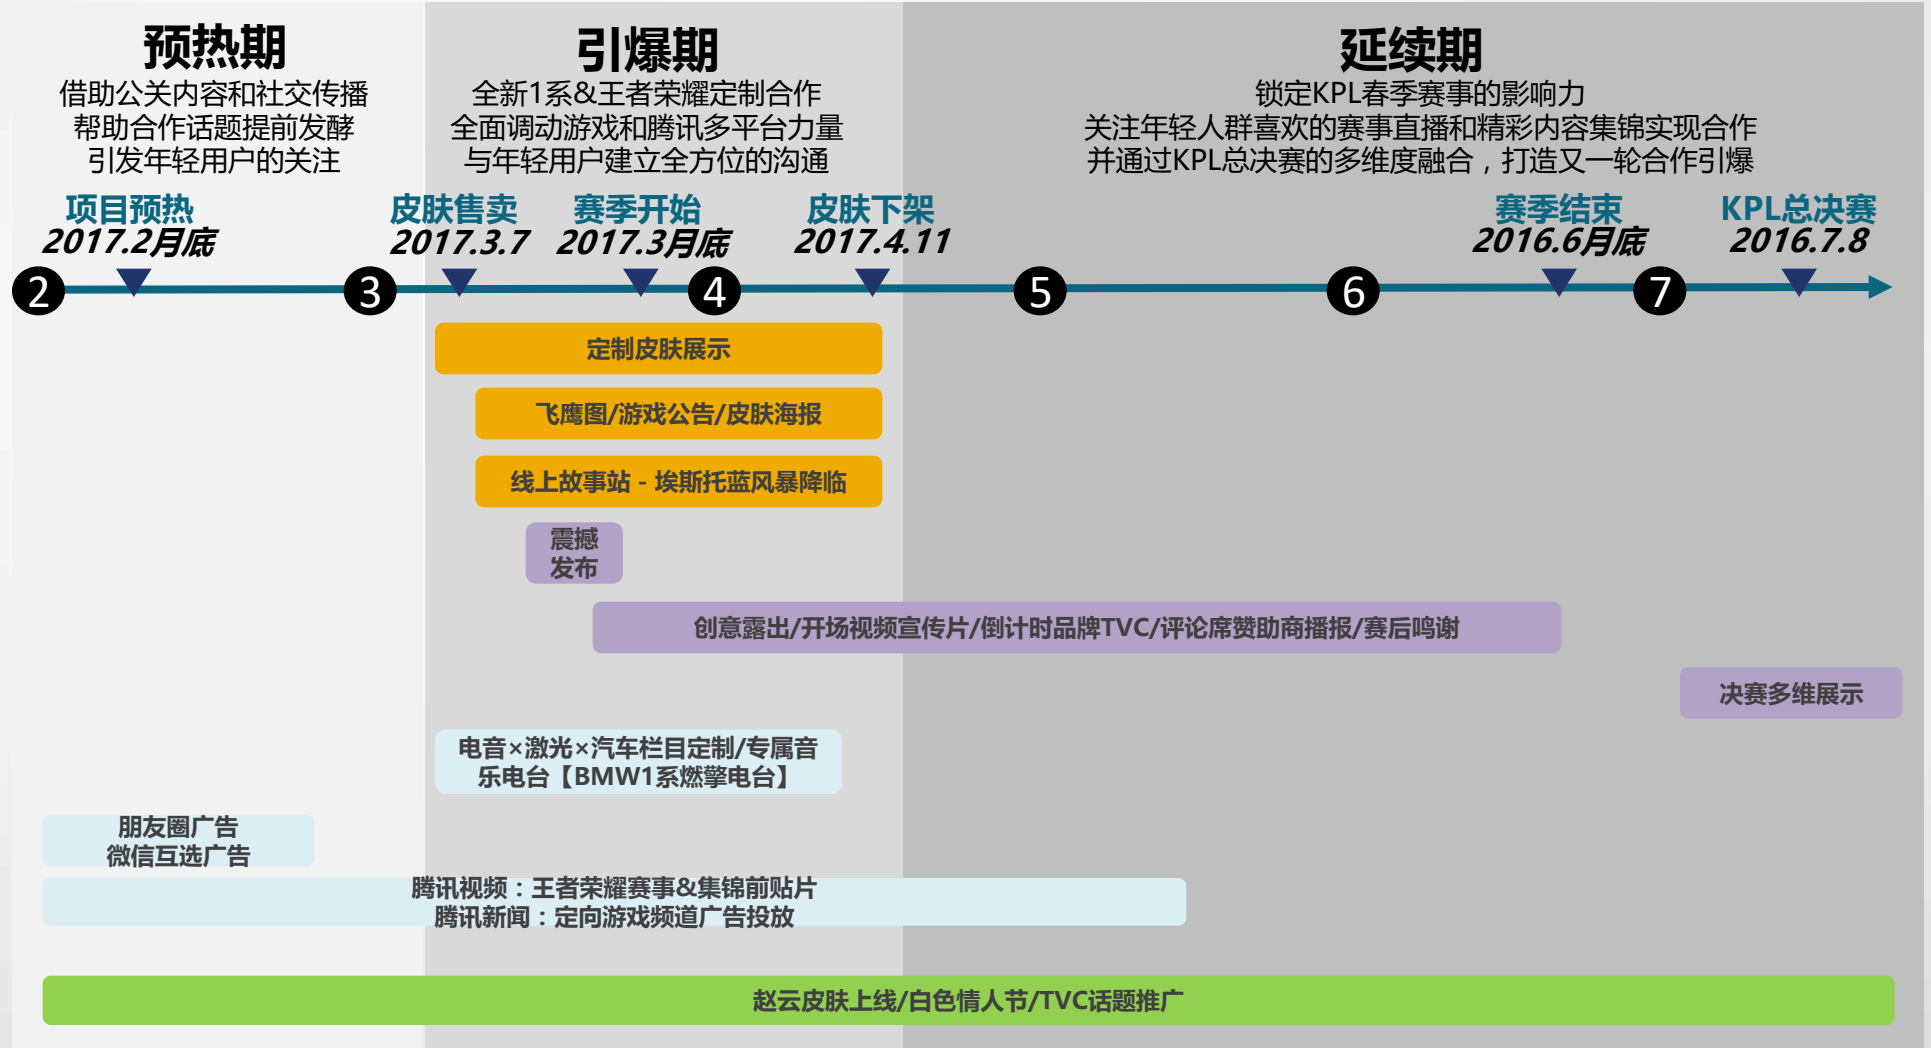 预热期
借助公关内容和社交传播
帮助合作话题提前发酵
引发年轻用户的关注
引爆期
全新1系&王者荣耀定制合作
全面调动游戏和腾讯多平台力量
与年轻用户建立全方位的沟通
延续期
锁定KPL春季赛事的影响力
关注年轻人群喜欢的赛事直播和精彩内容集锦实现合作
并通过KPL总决赛的多维度融合，打造又一轮合作引爆
项目预热
2017.2月底
皮肤售卖
2017.3.7
赛季开始
2017.3月底
皮肤下架
2017.4.11
赛季结束
2016.6月底
KPL总决赛
2016.7.8
2
3
4
5
6
7
定制皮肤展示
飞鹰图/游戏公告/皮肤海报
线上故事站 - 埃斯托蓝风暴降临
震撼
发布
创意露出/开场视频宣传片/倒计时品牌TVC/评论席赞助商播报/赛后鸣谢
决赛多维展示
电音×激光×汽车栏目定制/专属音
乐电台【BMW1系燃擎电台】
朋友圈广告
微信互选广告
腾讯视频：王者荣耀赛事&集锦前贴片
腾讯新闻：定向游戏频道广告投放
赵云皮肤上线/白色情人节/TVC话题推广